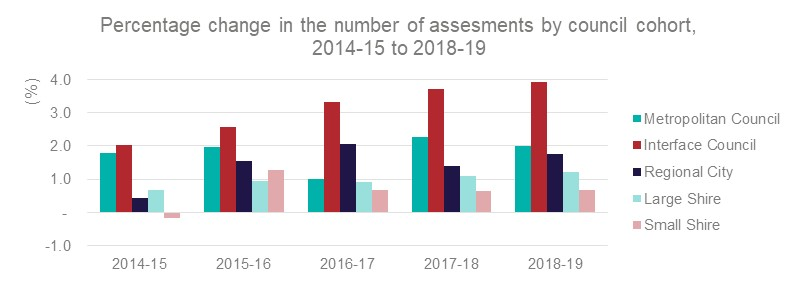 Percentage change in the number of assesments by council cohort,
2014-15 to 2018-19
(%)
4.0
3.0
2.0
1.0
-
-1.0
2014-15
2015-16
2016-17
2017-18
2018-19
Metropolitan Council
Interface Council
Regional City
Large Shire
Small Shire